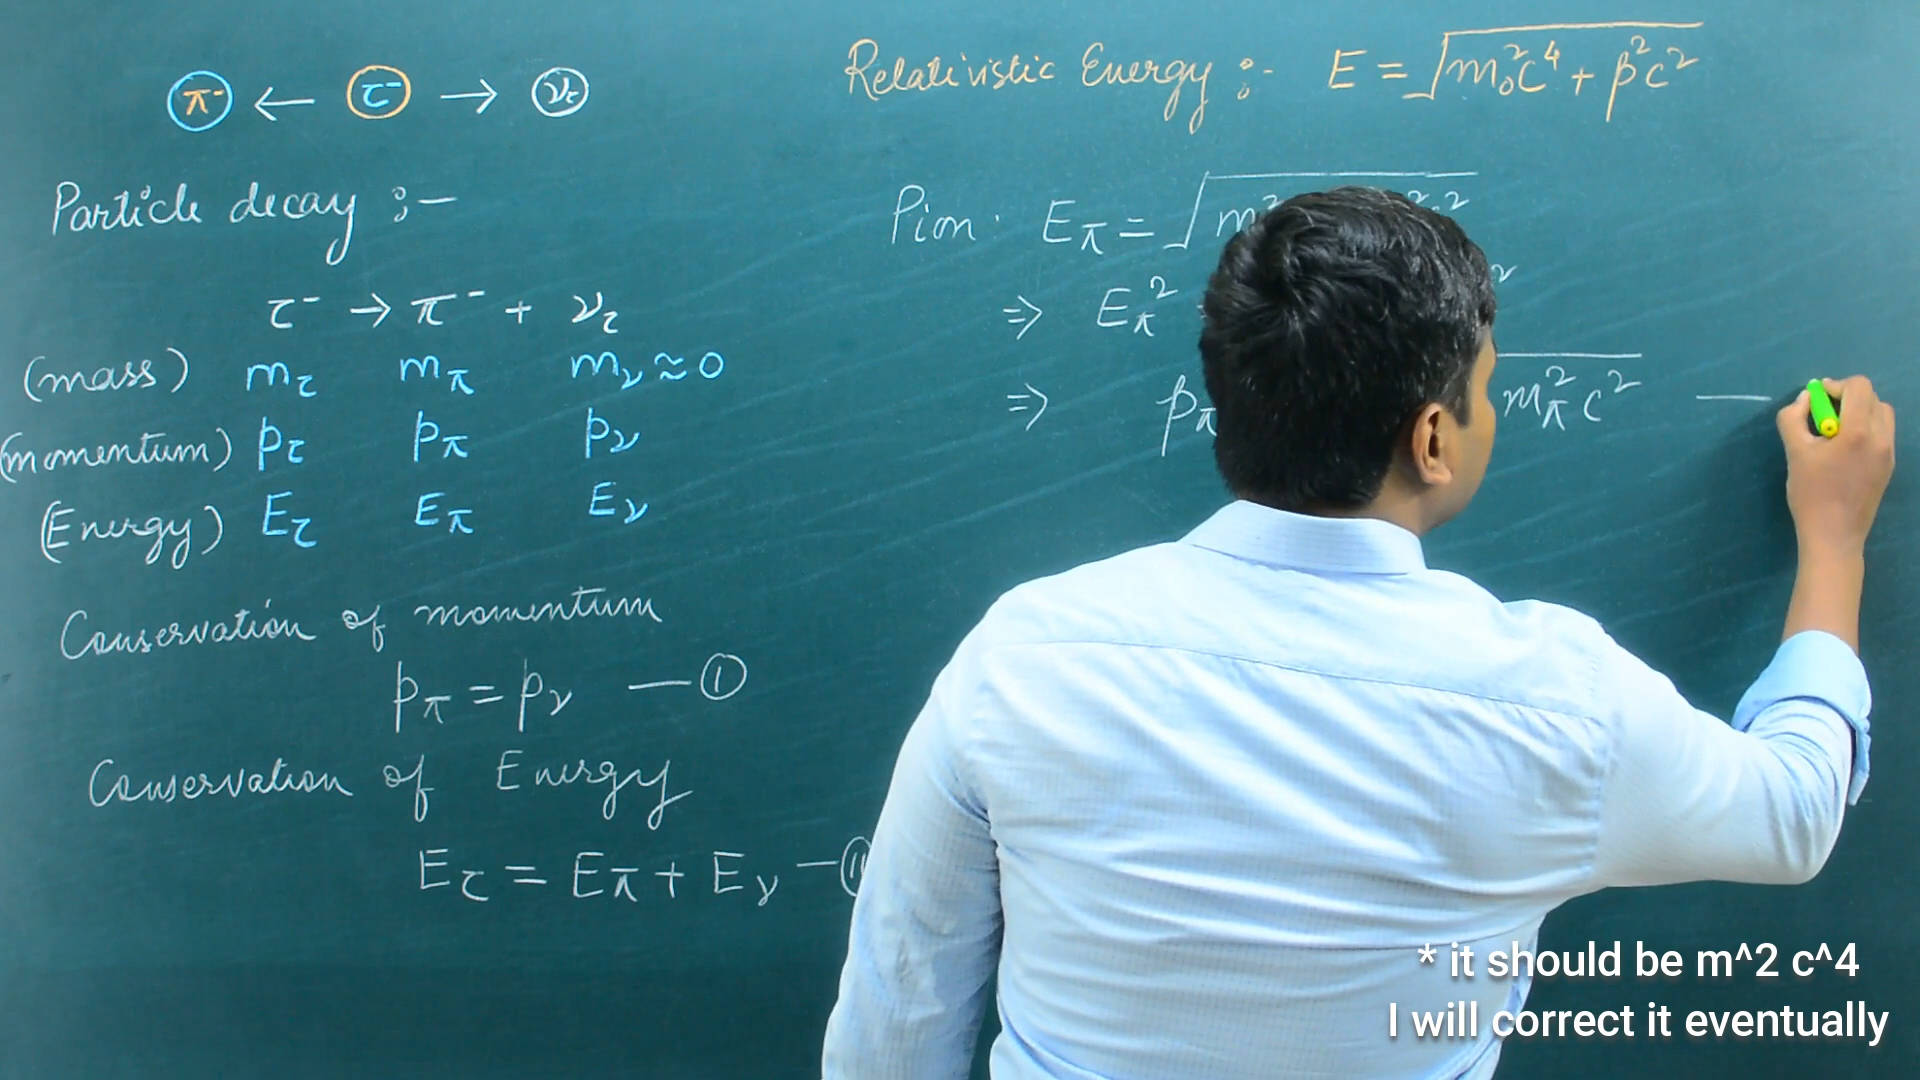 π⁻ ← τ⁻ → ν_τ
Particle decay :-
τ⁻ → π⁻ + ν_τ
(mass) m_τ m_π m_ν ≈ 0
(momentum) p_τ p_π p_ν
(Energy) E_τ E_π E_ν
Conservation of momentum
p_π = p_ν — ①
Conservation of Energy
E_τ = E_π + E_ν —
Relativistic Energy :- E = √(m₀²c⁴ + p²c²)
Pion. E_π = √m²
⇒ E_π²
⇒ p_π m_π²c² —
* it should be m^2 c^4
I will correct it eventually